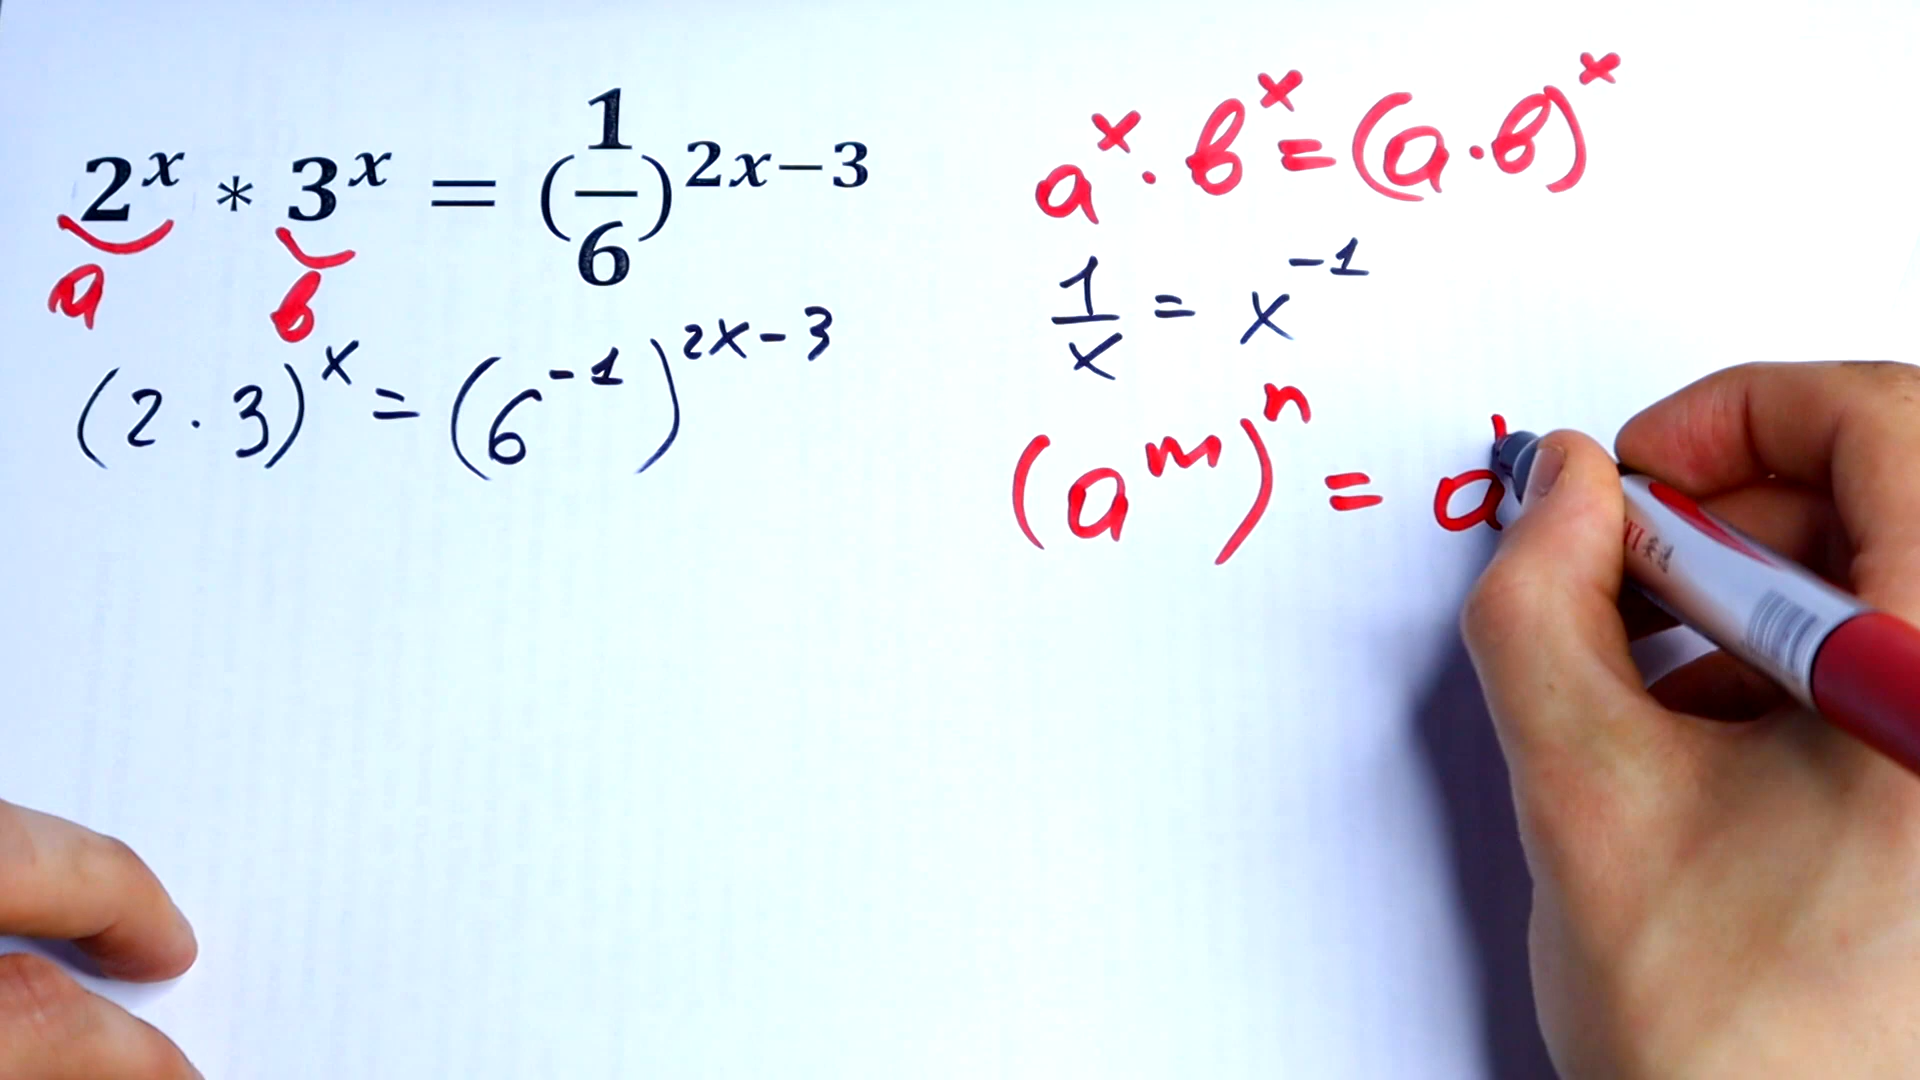 2^x * 3^x = (1/6)^{2x-3}
a b
(2 · 3)^x = (6^{-1})^{2x-3}
a^x · b^x = (a · b)^x
1/x = x^{-1}
(a^m)^n = a